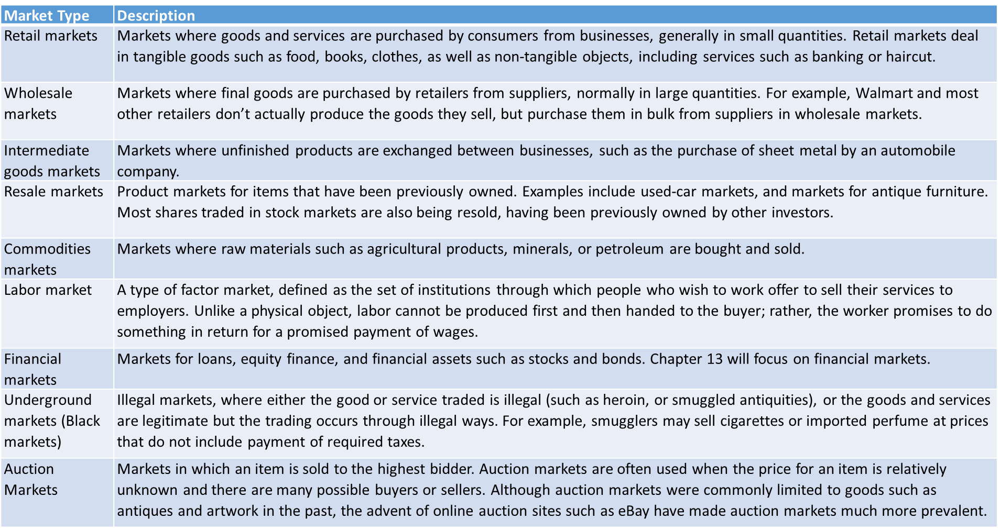 Market Type Description
Retail markets Markets where goods and services are purchased by consumers from businesses, generally in small quantities. Retail markets deal
in tangible goods such as food, books, clothes, as well as non-tangible objects, including services such as banking or haircut.
Wholesale Markets where final goods are purchased by retailers from suppliers, normally in large quantities. For example, Walmart and most
markets other retailers don’t actually produce the goods they sell, but purchase them in bulk from suppliers in wholesale markets.
Intermediate Markets where unfinished products are exchanged between businesses, such as the purchase of sheet metal by an automobile
goods markets company.
Resale markets Product markets for items that have been previously owned. Examples include used-car markets, and markets for antique furniture.
Most shares traded in stock markets are also being resold, having been previously owned by other investors.
Commodities Markets where raw materials such as agricultural products, minerals, or petroleum are bought and sold.
markets
Labor market A type of factor market, defined as the set of institutions through which people who wish to work offer to sell their services to
employers. Unlike a physical object, labor cannot be produced first and then handed to the buyer; rather, the worker promises to do
something in return for a promised payment of wages.
Financial Markets for loans, equity finance, and financial assets such as stocks and bonds. Chapter 13 will focus on financial markets.
markets
Underground Illegal markets, where either the good or service traded is illegal (such as heroin, or smuggled antiquities), or the goods and services
markets (Black are legitimate but the trading occurs through illegal ways. For example, smugglers may sell cigarettes or imported perfume at prices
markets) that do not include payment of required taxes.
Auction Markets in which an item is sold to the highest bidder. Auction markets are often used when the price for an item is relatively
Markets unknown and there are many possible buyers or sellers. Although auction markets were commonly limited to goods such as
antiques and artwork in the past, the advent of online auction sites such as eBay have made auction markets much more prevalent.